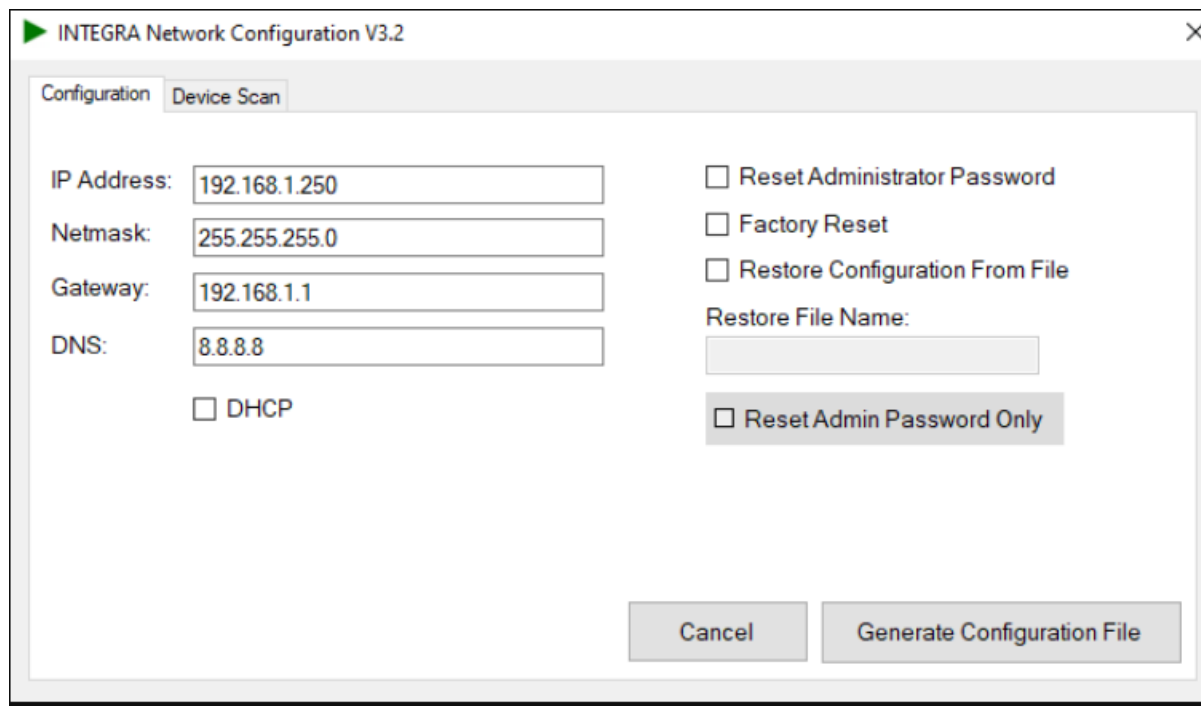 INTEGRA Network Configuration V3.2
Configuration
Device Scan
IP Address:
192.168.1.250
Netmask:
255.255.255.0
Gateway:
192.168.1.1
DNS:
8.8.8.8
DHCP
Reset Administrator Password
Factory Reset
Restore Configuration From File
Restore File Name:
Reset Admin Password Only
Cancel
Generate Configuration File